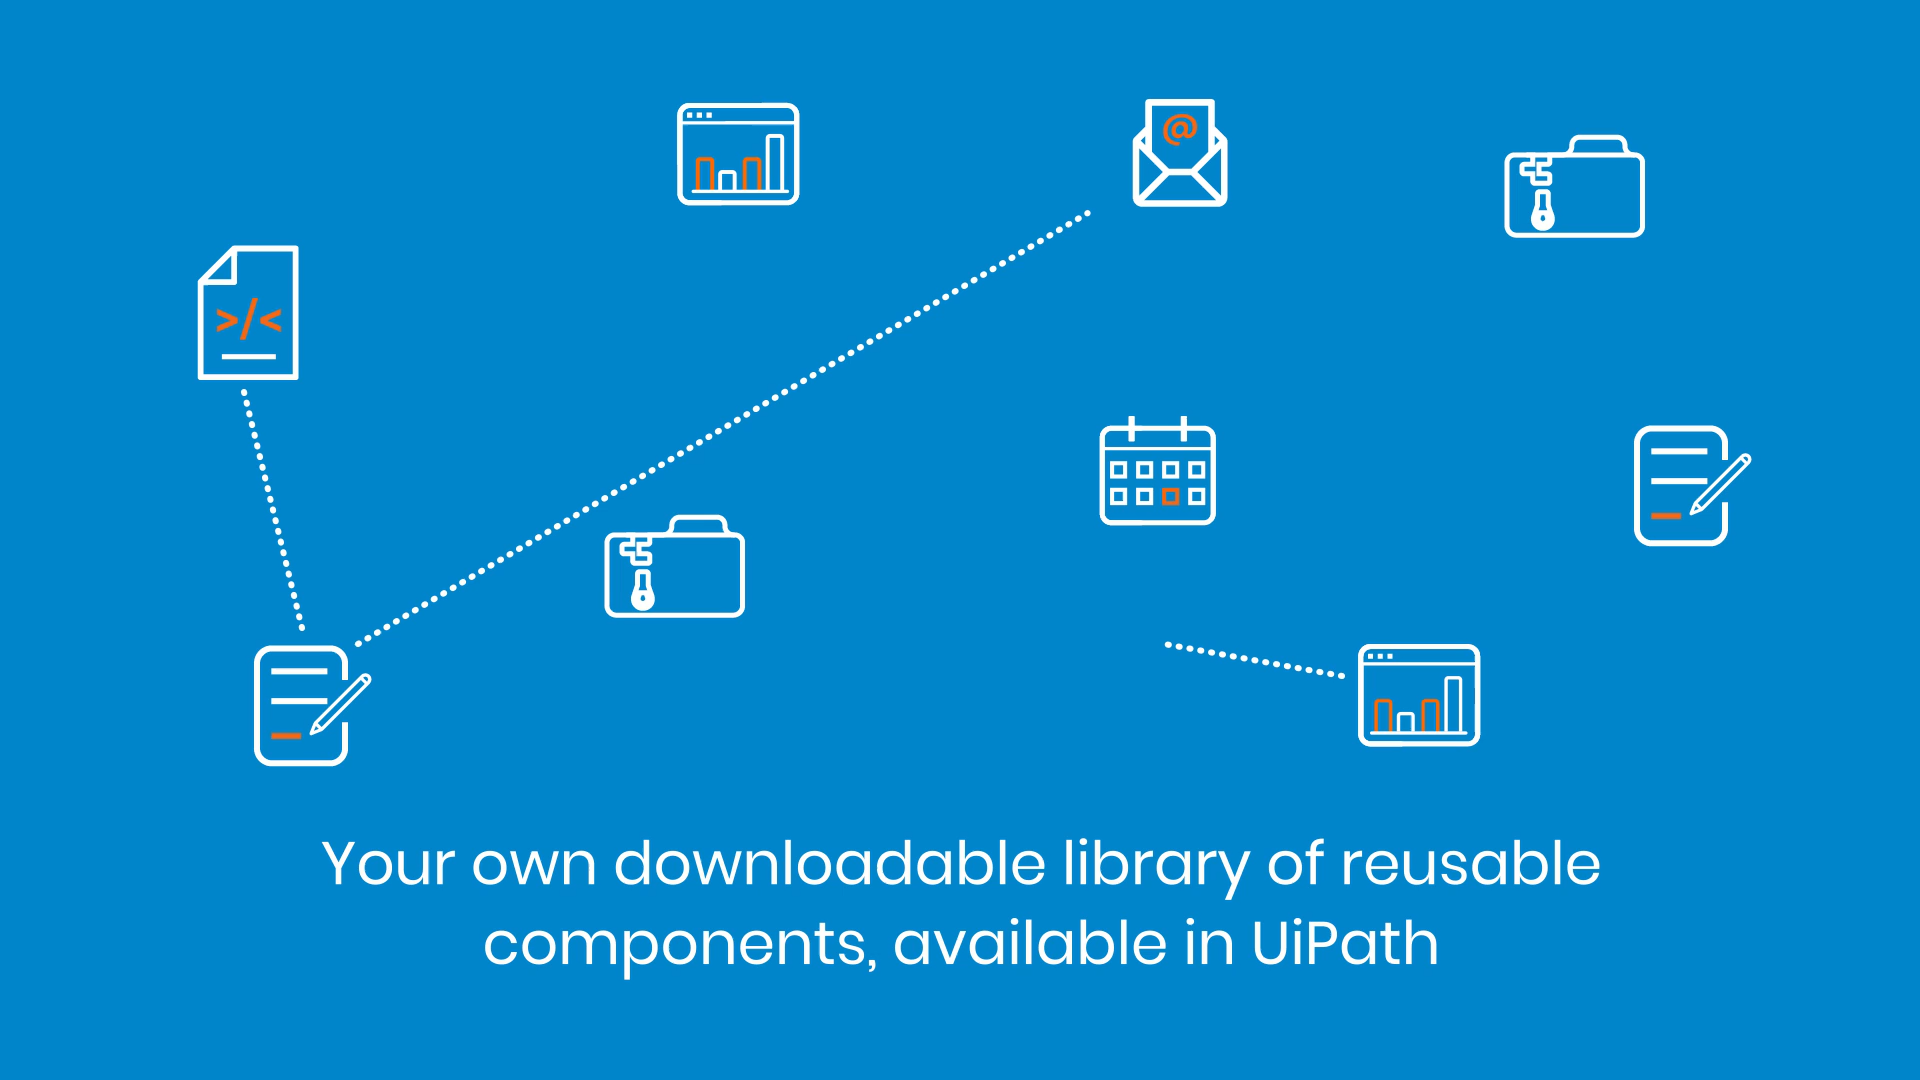 @
>/<
Your own downloadable library of reusable
components, available in UiPath